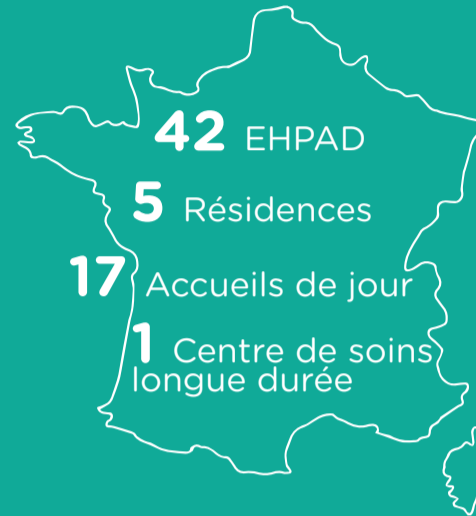 42 EHPAD
5 Résidences
17 Accueils de jour
1 Centre de soins
longue durée